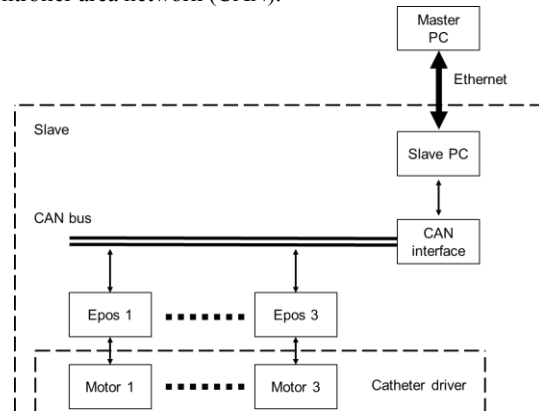 ntroller area network (CAN).
Master
PC
Ethernet
Slave
Slave PC
CAN bus
CAN
interface
Epos 1
Epos 3
Motor 1
Motor 3
Catheter driver